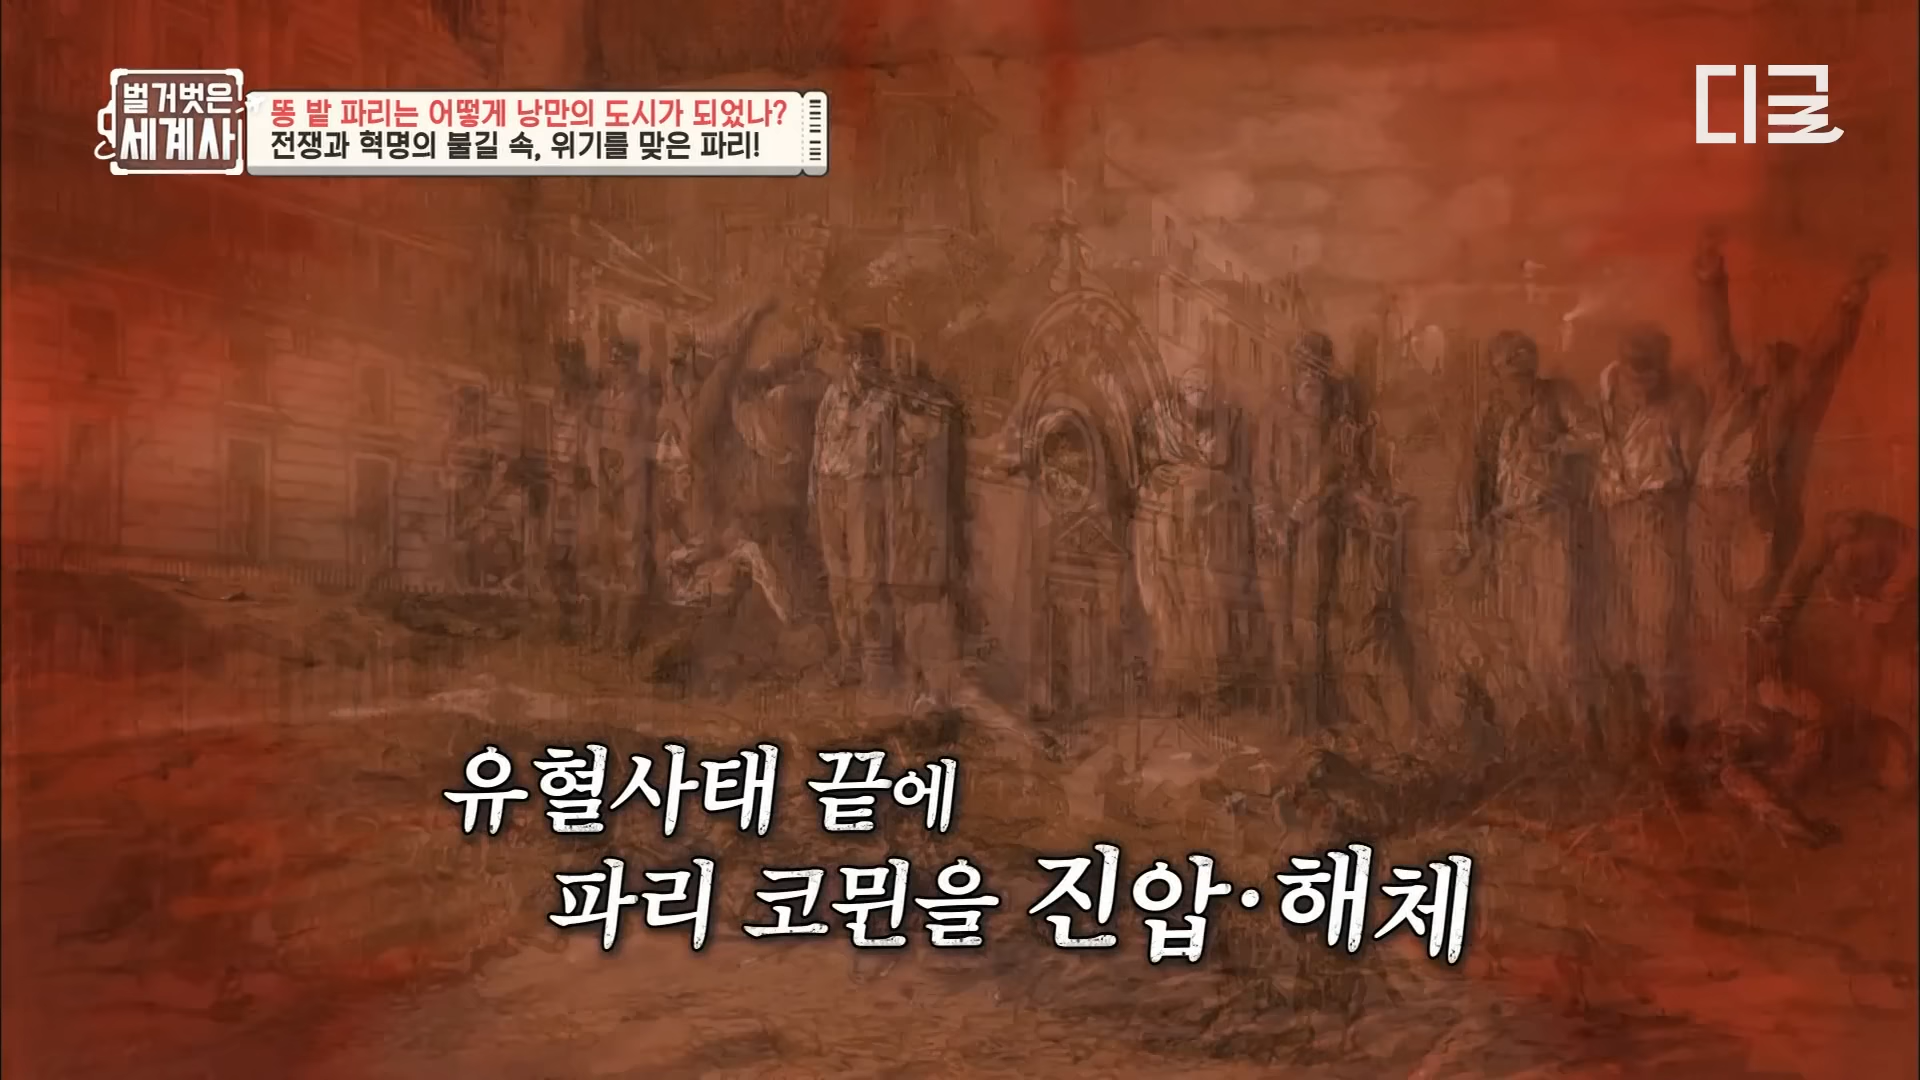 벌거벗은
세계사
똥 밭 파리는 어떻게 낭만의 도시가 되었나?
전쟁과 혁명의 불길 속, 위기를 맞은 파리!
디글
유혈사태 끝에
파리 코뮌을 진압·해체